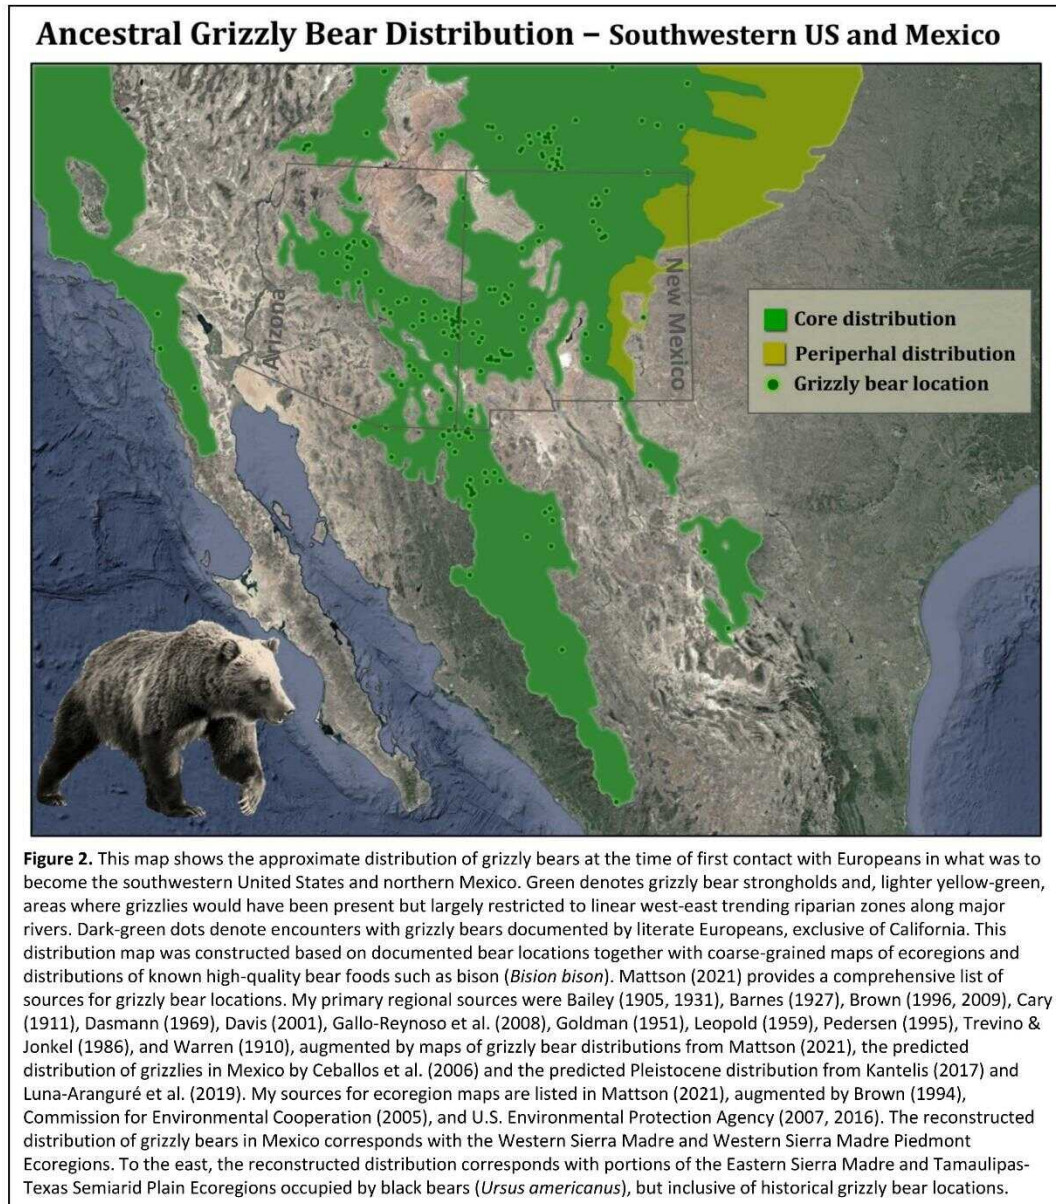 Ancestral Grizzly Bear Distribution – Southwestern US and Mexico
Arizona
New Mexico
Core distribution
Periperhal distribution
Grizzly bear location
Figure 2. This map shows the approximate distribution of grizzly bears at the time of first contact with Europeans in what was to
become the southwestern United States and northern Mexico. Green denotes grizzly bear strongholds and, lighter yellow-green,
areas where grizzlies would have been present but largely restricted to linear west-east trending riparian zones along major
rivers. Dark-green dots denote encounters with grizzly bears documented by literate Europeans, exclusive of California. This
distribution map was constructed based on documented bear locations together with coarse-grained maps of ecoregions and
distributions of known high-quality bear foods such as bison (Bision bison). Mattson (2021) provides a comprehensive list of
sources for grizzly bear locations. My primary regional sources were Bailey (1905, 1931), Barnes (1927), Brown (1996, 2009), Cary
(1911), Dasmann (1969), Davis (2001), Gallo-Reynoso et al. (2008), Goldman (1951), Leopold (1959), Pedersen (1995), Trevino &
Jonkel (1986), and Warren (1910), augmented by maps of grizzly bear distributions from Mattson (2021), the predicted
distribution of grizzlies in Mexico by Ceballos et al. (2006) and the predicted Pleistocene distribution from Kantelis (2017) and
Luna-Aranguré et al. (2019). My sources for ecoregion maps are listed in Mattson (2021), augmented by Brown (1994),
Commission for Environmental Cooperation (2005), and U.S. Environmental Protection Agency (2007, 2016). The reconstructed
distribution of grizzly bears in Mexico corresponds with the Western Sierra Madre and Western Sierra Madre Piedmont
Ecoregions. To the east, the reconstructed distribution corresponds with portions of the Eastern Sierra Madre and Tamaulipas-
Texas Semiarid Plain Ecoregions occupied by black bears (Ursus americanus), but inclusive of historical grizzly bear locations.